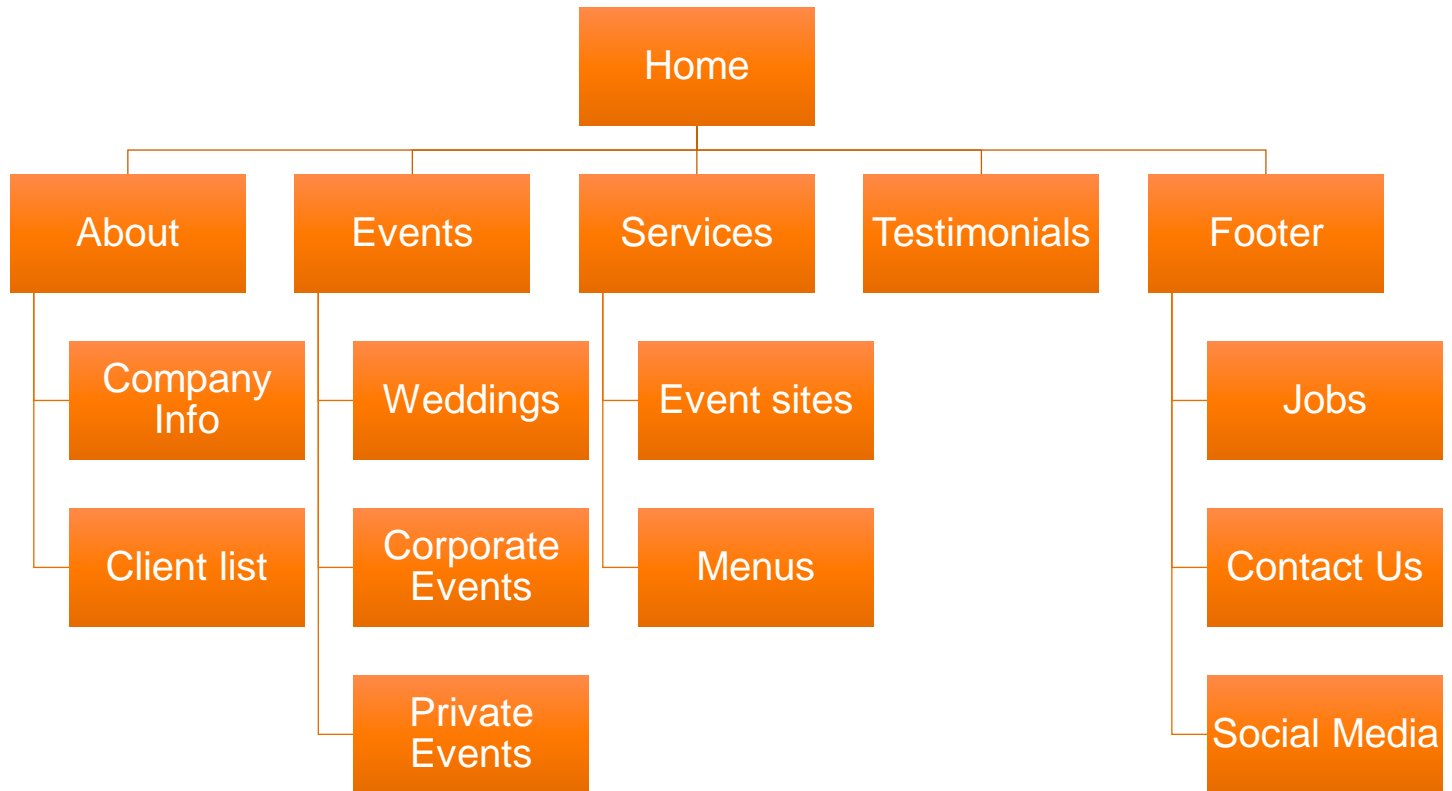 Home
About
Events
Services
Testimonials
Footer
Company
Info
Weddings
Event sites
Jobs
Client list
Corporate
Events
Menus
Contact Us
Private
Events
Social Media